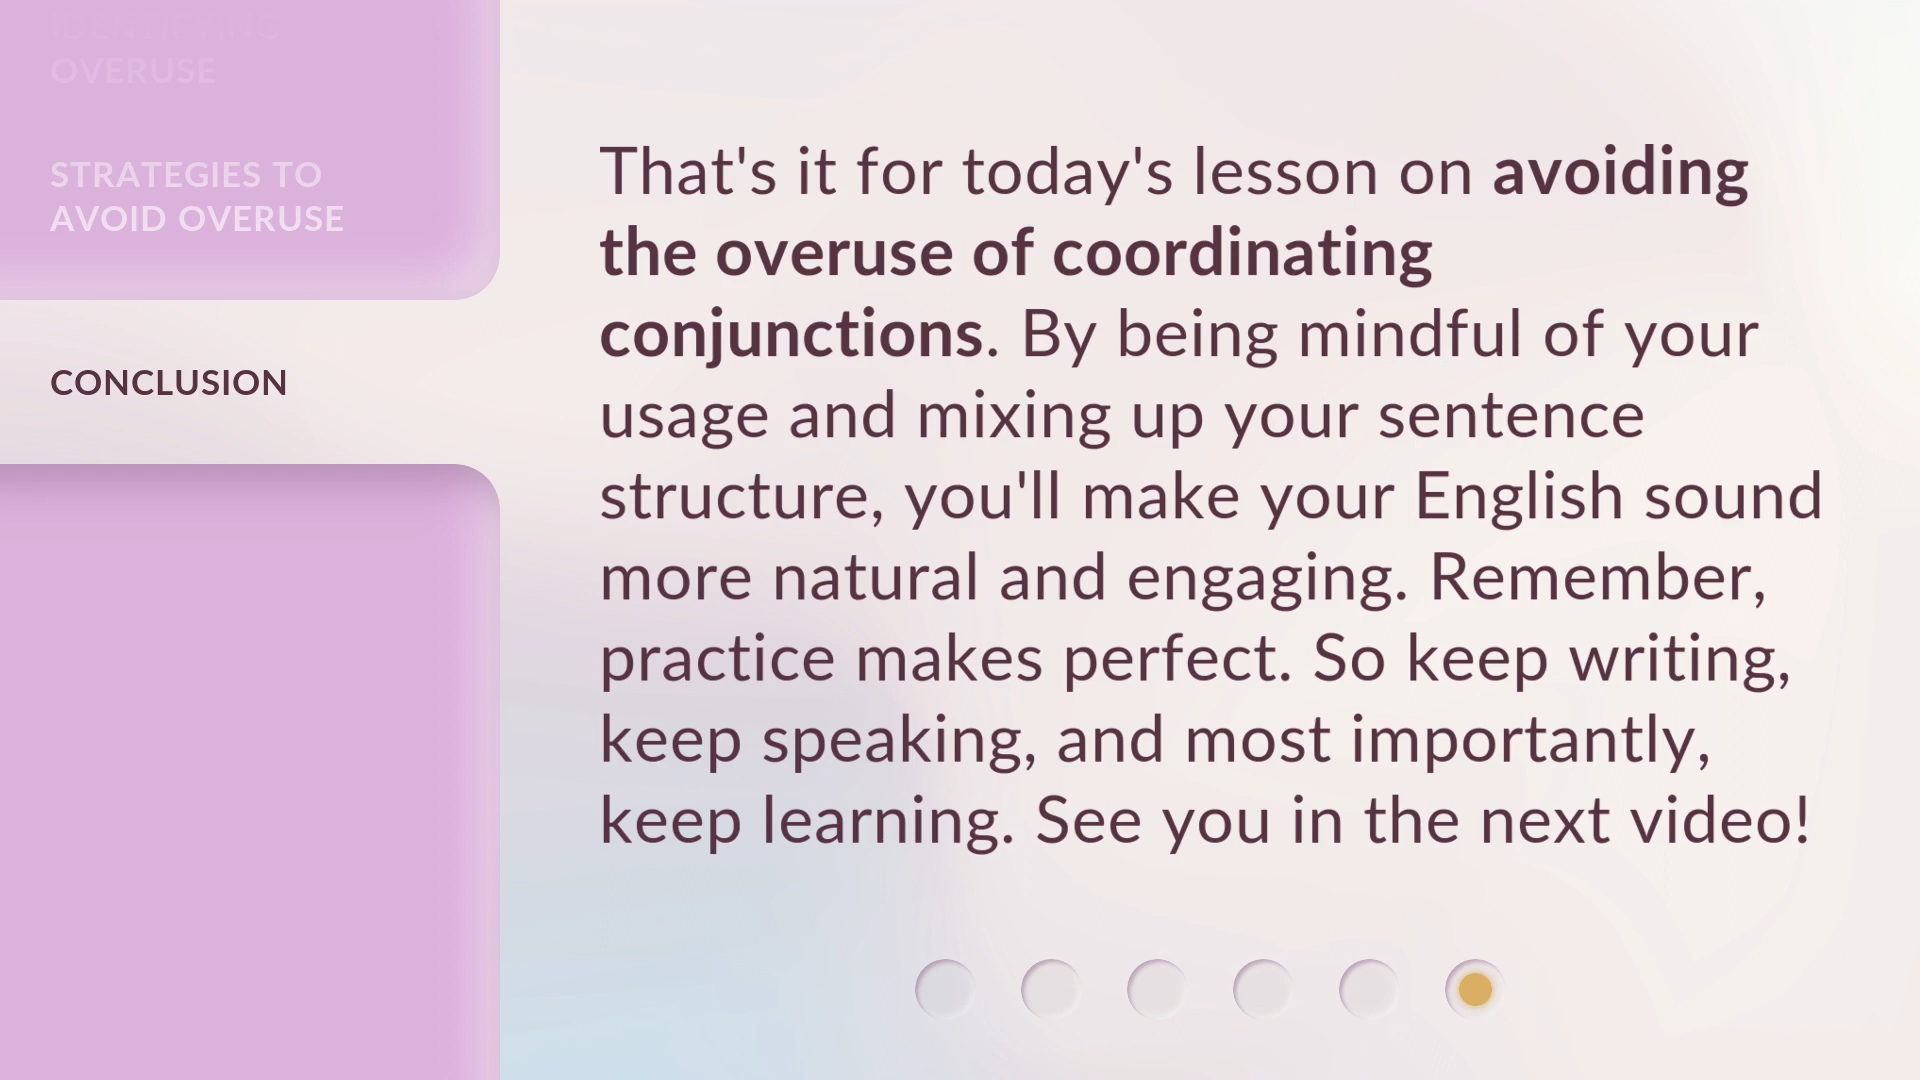 IDENTIFYING
OVERUSE
STRATEGIES TO
AVOID OVERUSE
CONCLUSION
That's it for today's lesson on avoiding
the overuse of coordinating
conjunctions. By being mindful of your
usage and mixing up your sentence
structure, you'll make your English sound
more natural and engaging. Remember,
practice makes perfect. So keep writing,
keep speaking, and most importantly,
keep learning. See you in the next video!